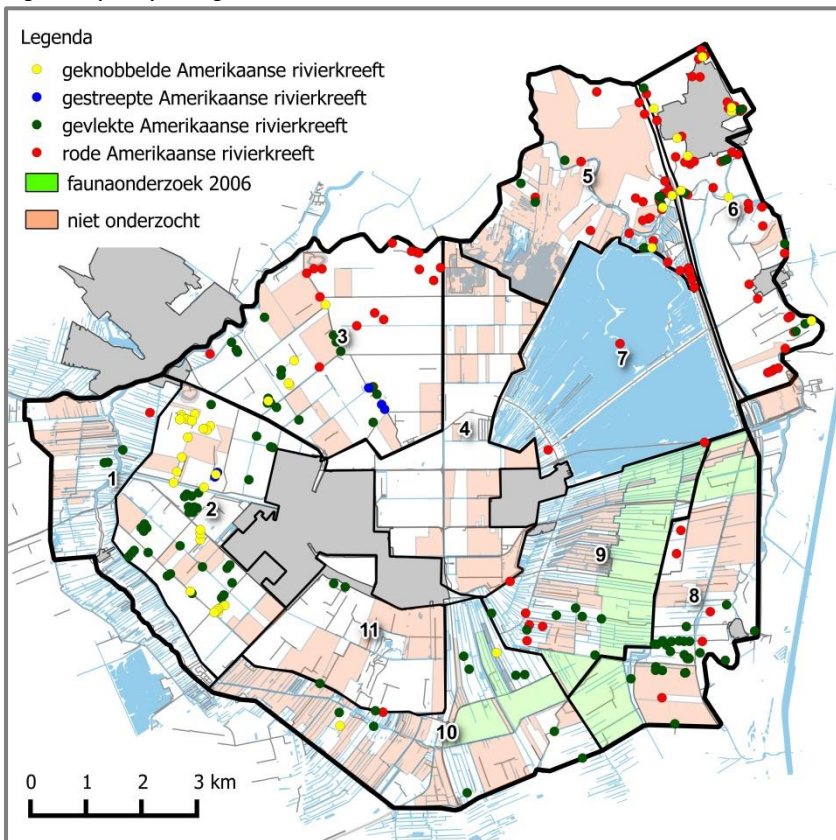 Legenda
geknobbelde Amerikaanse rivierkreeft
gestreepte Amerikaanse rivierkreeft
gevlekte Amerikaanse rivierkreeft
rode Amerikaanse rivierkreeft
faunaonderzoek 2006
niet onderzocht
5
6
3
7
4
1
2
9
8
11
10
0 1 2 3 km